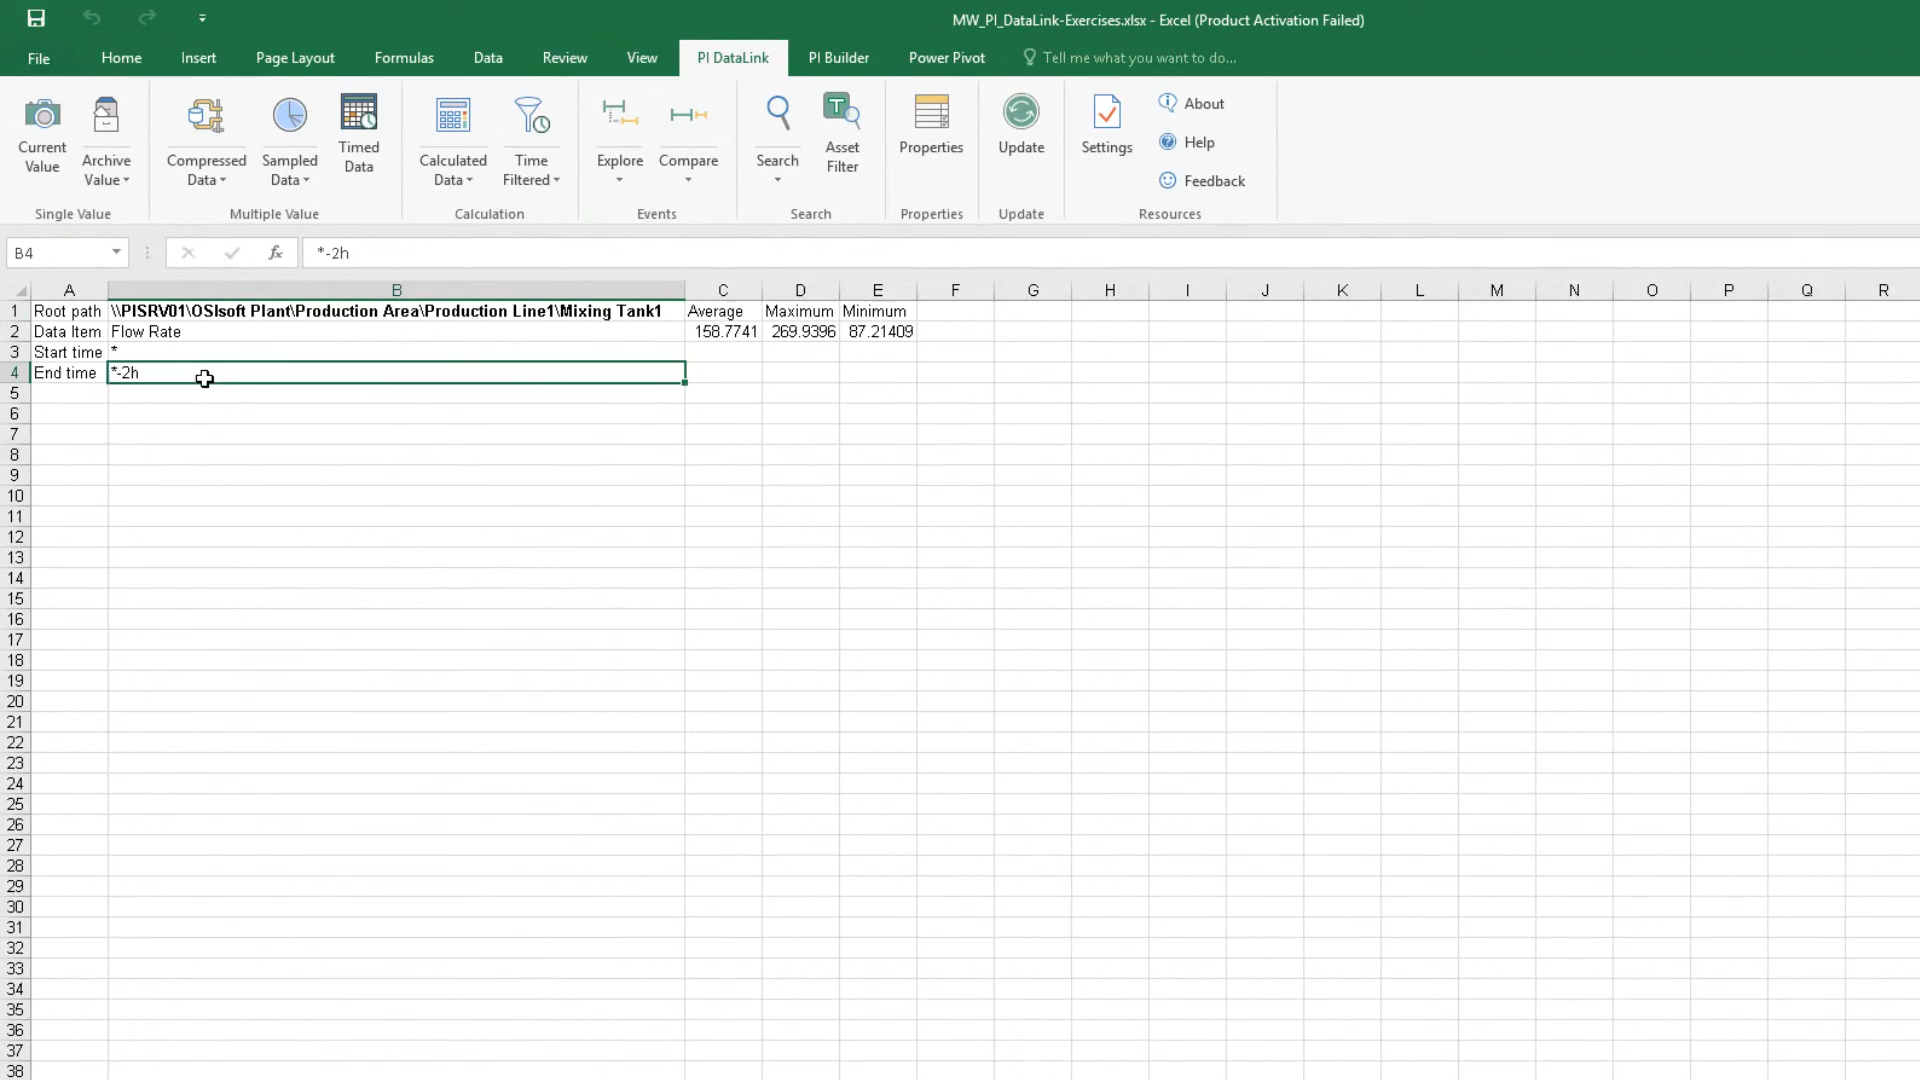 MW_PI_DataLink-Exercises.xlsx - Excel (Product Activation Failed)
File Home Insert Page Layout Formulas Data Review View PI DataLink PI Builder Power Pivot Tell me what you want to do...
Current Value
Archive Value
Compressed Data
Sampled Data
Timed Data
Calculated Data
Time Filtered
Explore
Compare
Search
Asset Filter
Properties
Update
Settings
About
Help
Feedback
Single Value Multiple Value Calculation Events Search Properties Update Resources
B4 fx *-2h
A B C D E F G H I J K L M N O P Q R
1 Root path \\PISRV01\OSIsoft Plant\Production Area\Production Line1\Mixing Tank1 Average Maximum Minimum
2 Data Item Flow Rate 158.7741 269.9396 87.21409
3 Start time *
4 End time *-2h
5
6
7
8
9
10
11
12
13
14
15
16
17
18
19
20
21
22
23
24
25
26
27
28
29
30
31
32
33
34
35
36
37
38